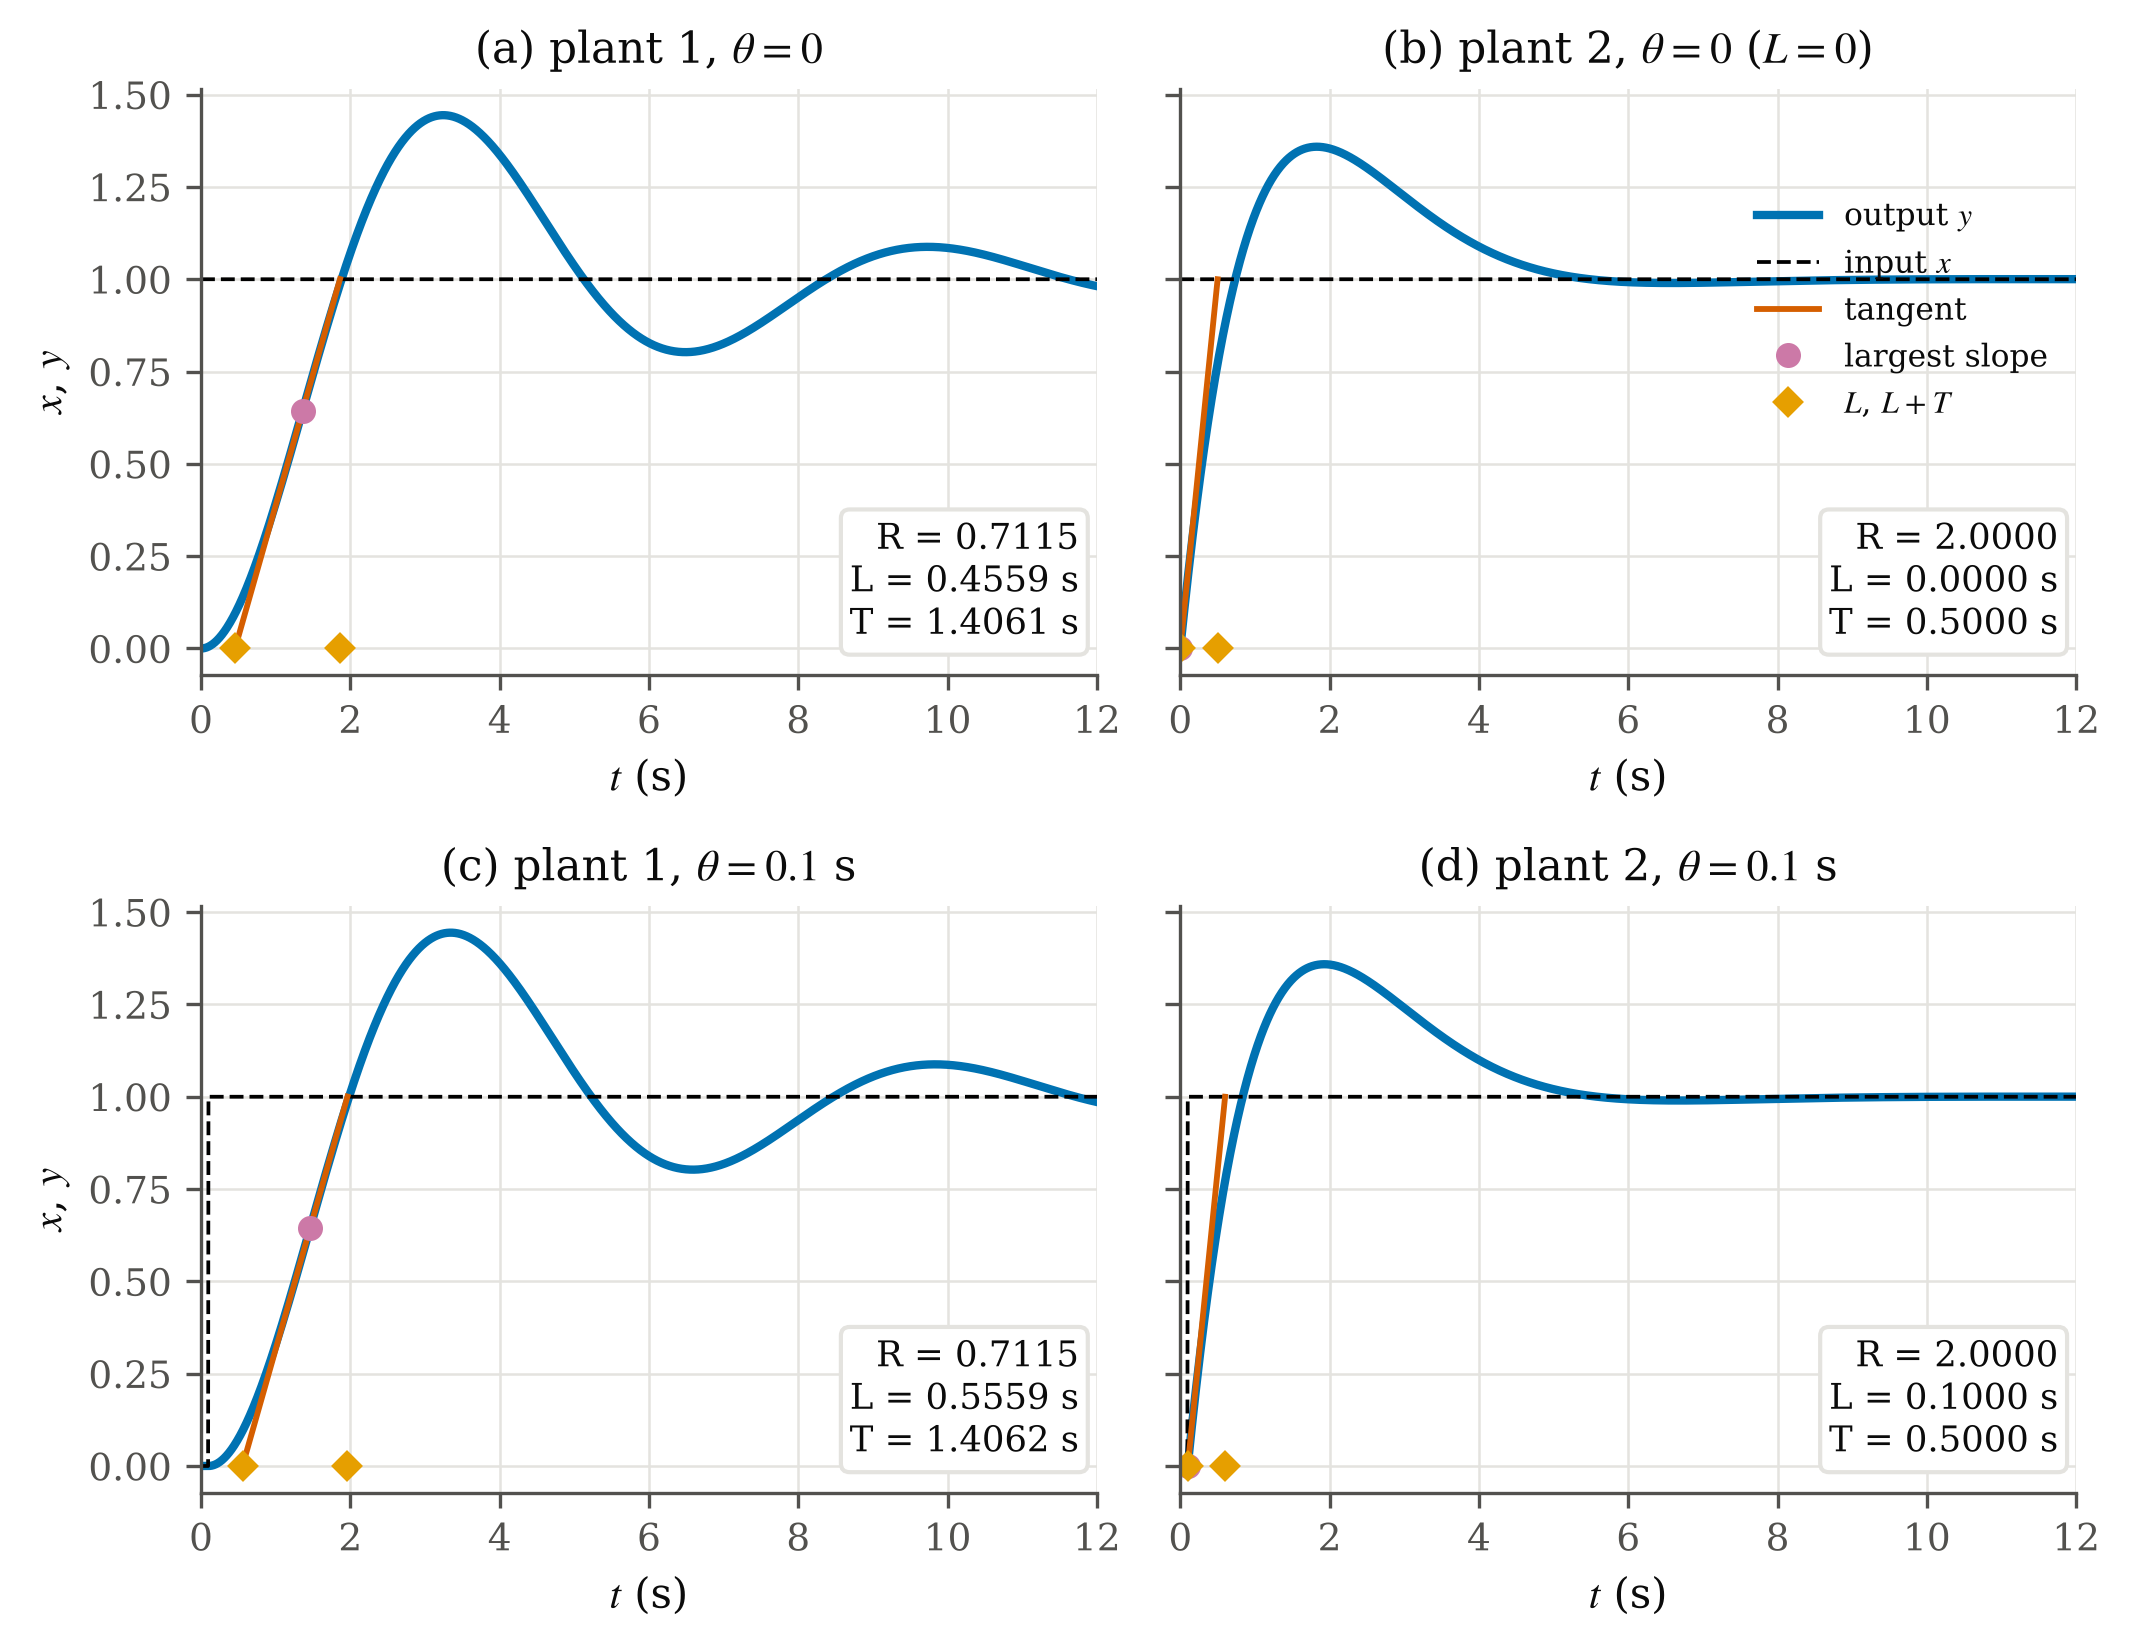 (a) plant 1, θ = 0
1.50
1.25
1.00
0.75
0.50
0.25
0.00
x, y
R = 0.7115
L = 0.4559 s
T = 1.4061 s
0 2 4 6 8 10 12
t (s)
(b) plant 2, θ = 0 (L = 0)
output y
input x
tangent
largest slope
L, L + T
R = 2.0000
L = 0.0000 s
T = 0.5000 s
0 2 4 6 8 10 12
t (s)
(c) plant 1, θ = 0.1 s
1.50
1.25
1.00
0.75
0.50
0.25
0.00
x, y
R = 0.7115
L = 0.5559 s
T = 1.4062 s
0 2 4 6 8 10 12
t (s)
(d) plant 2, θ = 0.1 s
R = 2.0000
L = 0.1000 s
T = 0.5000 s
0 2 4 6 8 10 12
t (s)